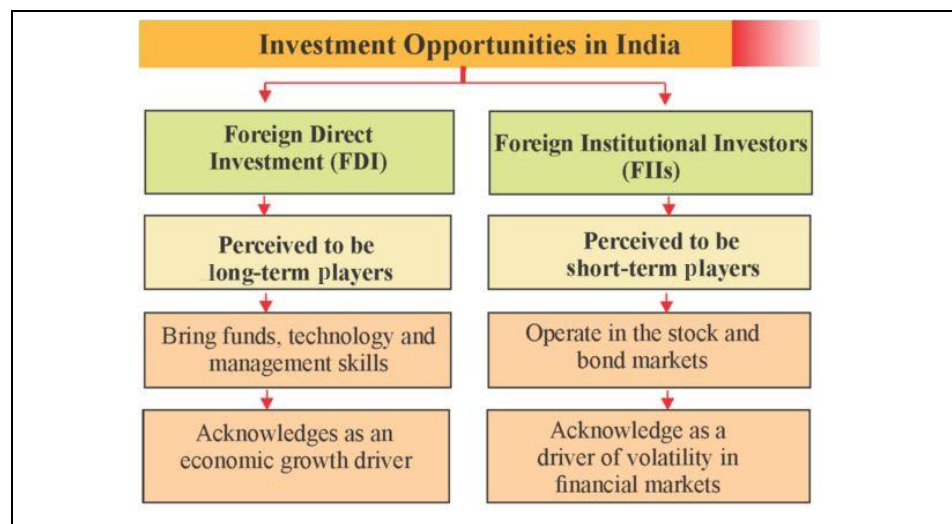 Investment Opportunities in India
Foreign Direct
Investment (FDI)
Perceived to be
long-term players
Bring funds, technology and
management skills
Acknowledges as an
economic growth driver
Foreign Institutional Investors
(FIIs)
Perceived to be
short-term players
Operate in the stock and
bond markets
Acknowledge as a
driver of volatility in
financial markets